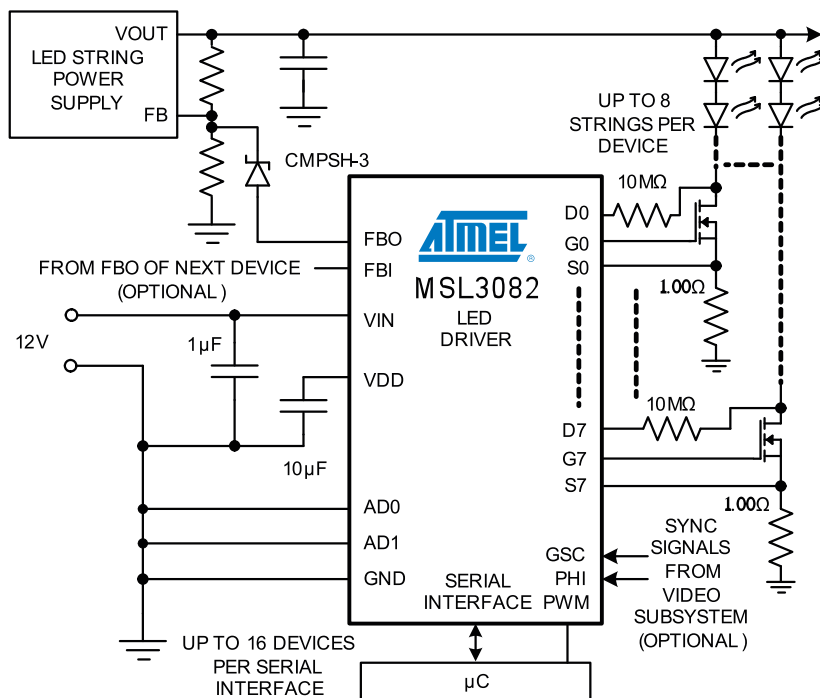 VOUT
LED STRING
POWER
SUPPLY
FB
CMPSH-3
UP TO 8
STRINGS PER
DEVICE
10MΩ
D0
G0
S0
1.00Ω
FBO
FBI
FROM FBO OF NEXT DEVICE
(OPTIONAL)
ATMEL
®
MSL3082
LED
DRIVER
VIN
12V
1µF
VDD
10µF
10MΩ
D7
G7
S7
1.00Ω
AD0
AD1
GND
GSC
PHI
PWM
SERIAL
INTERFACE
SYNC
SIGNALS
FROM
VIDEO
SUBSYSTEM
(OPTIONAL)
UP TO 16 DEVICES
PER SERIAL
INTERFACE
µC